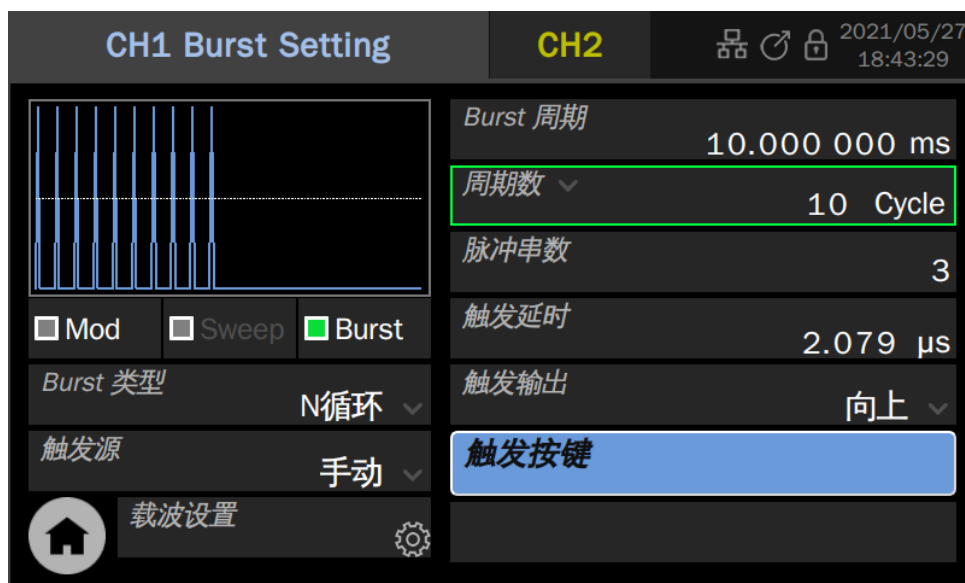 CH1 Burst Setting
CH2
2021/05/27
18:43:29
Burst 周期
10.000 000 ms
周期数
10 Cycle
脉冲串数
3
Mod
Sweep
Burst
触发延时
2.079 µs
Burst 类型
N循环
触发输出
向上
触发源
手动
触发按键
载波设置